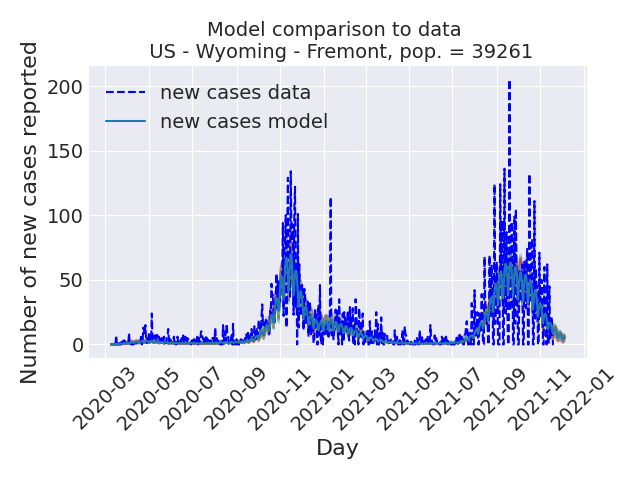 Model comparison to data
US - Wyoming - Fremont, pop. = 39261
Number of new cases reported
200
150
100
50
0
new cases data
new cases model
2020-03
2020-05
2020-07
2020-09
2020-11
2021-01
2021-03
2021-05
2021-07
2021-09
2021-11
2022-01
Day